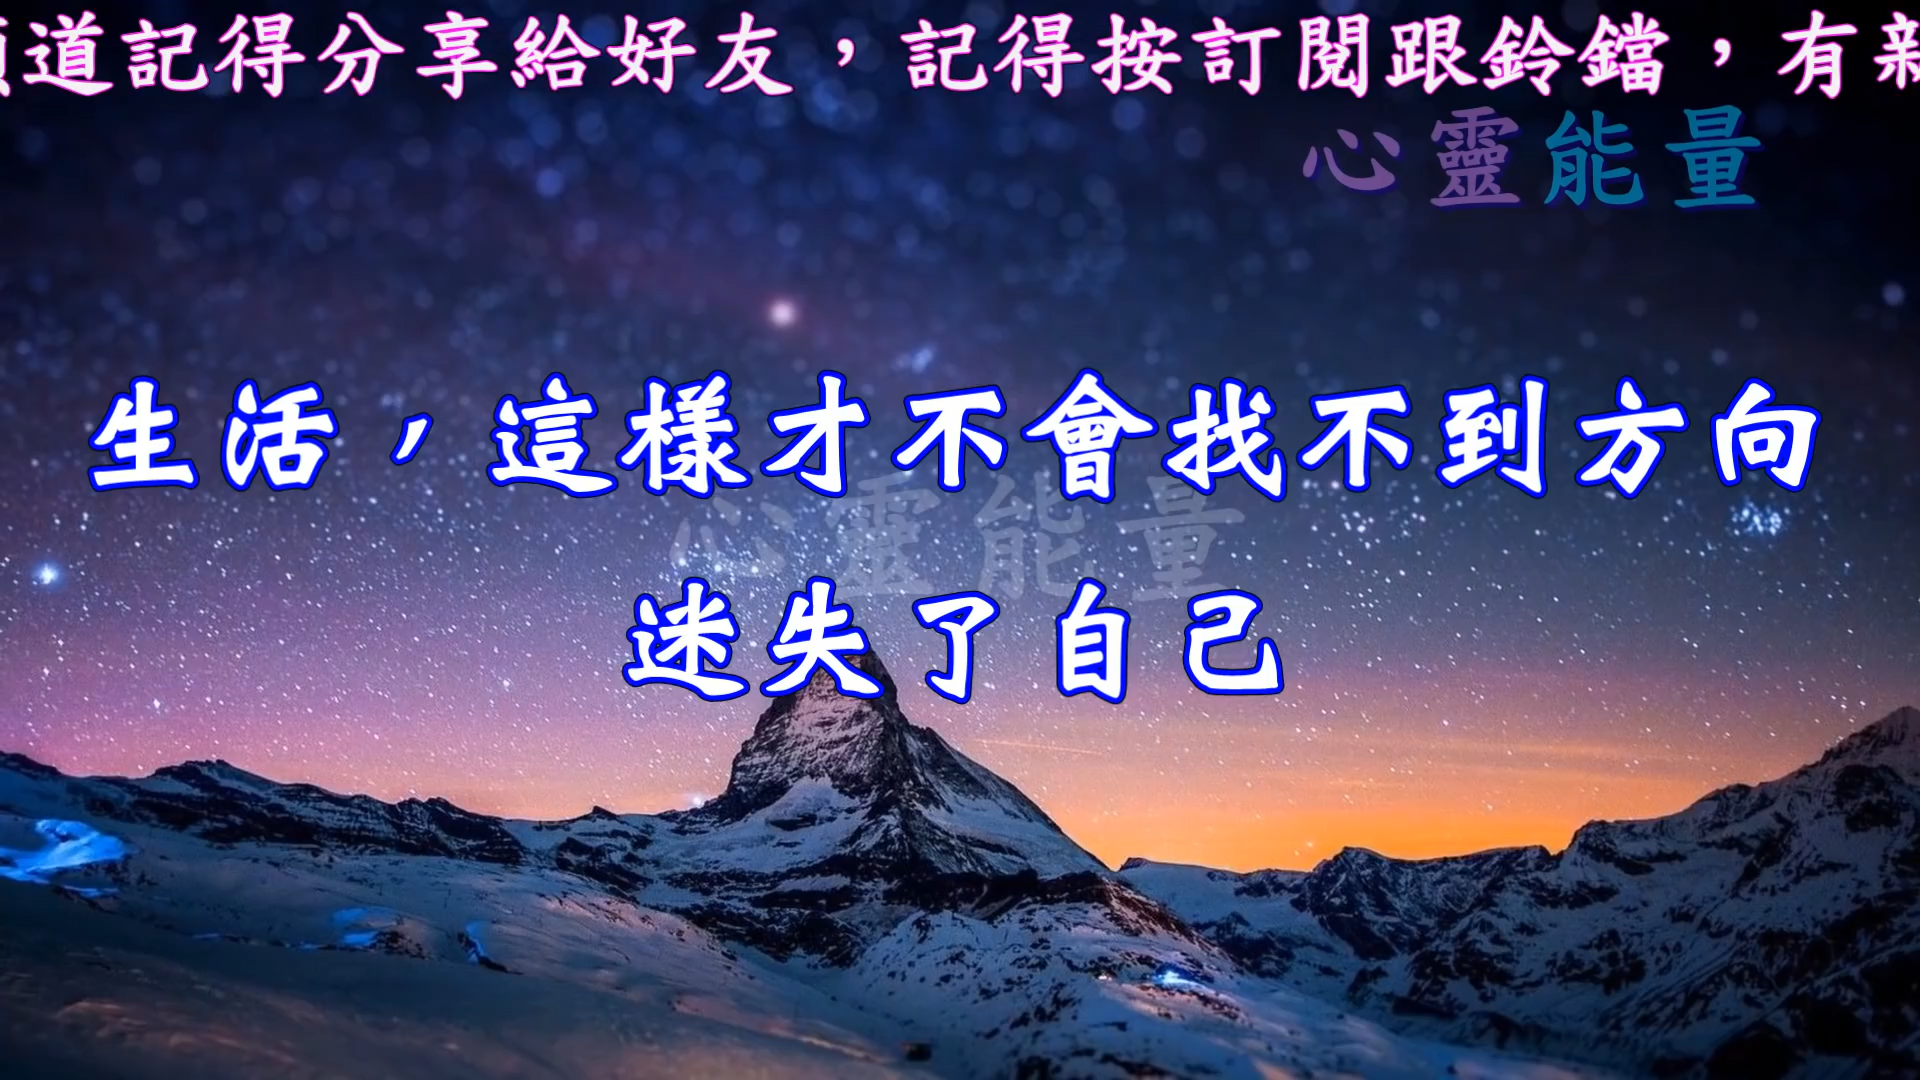 頻道記得分享給好友，記得按訂閱跟鈴鐺，有新
心靈能量
生活，這樣才不會找不到方向
心靈能量
迷失了自己